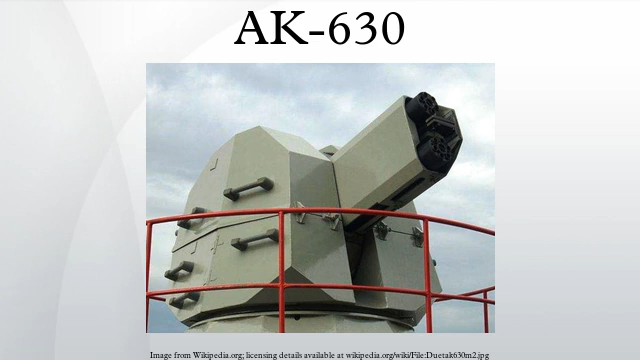 AK-630
Image from Wikipedia.org; licensing details available at wikipedia.org/wiki/File:Duetak630m2.jpg